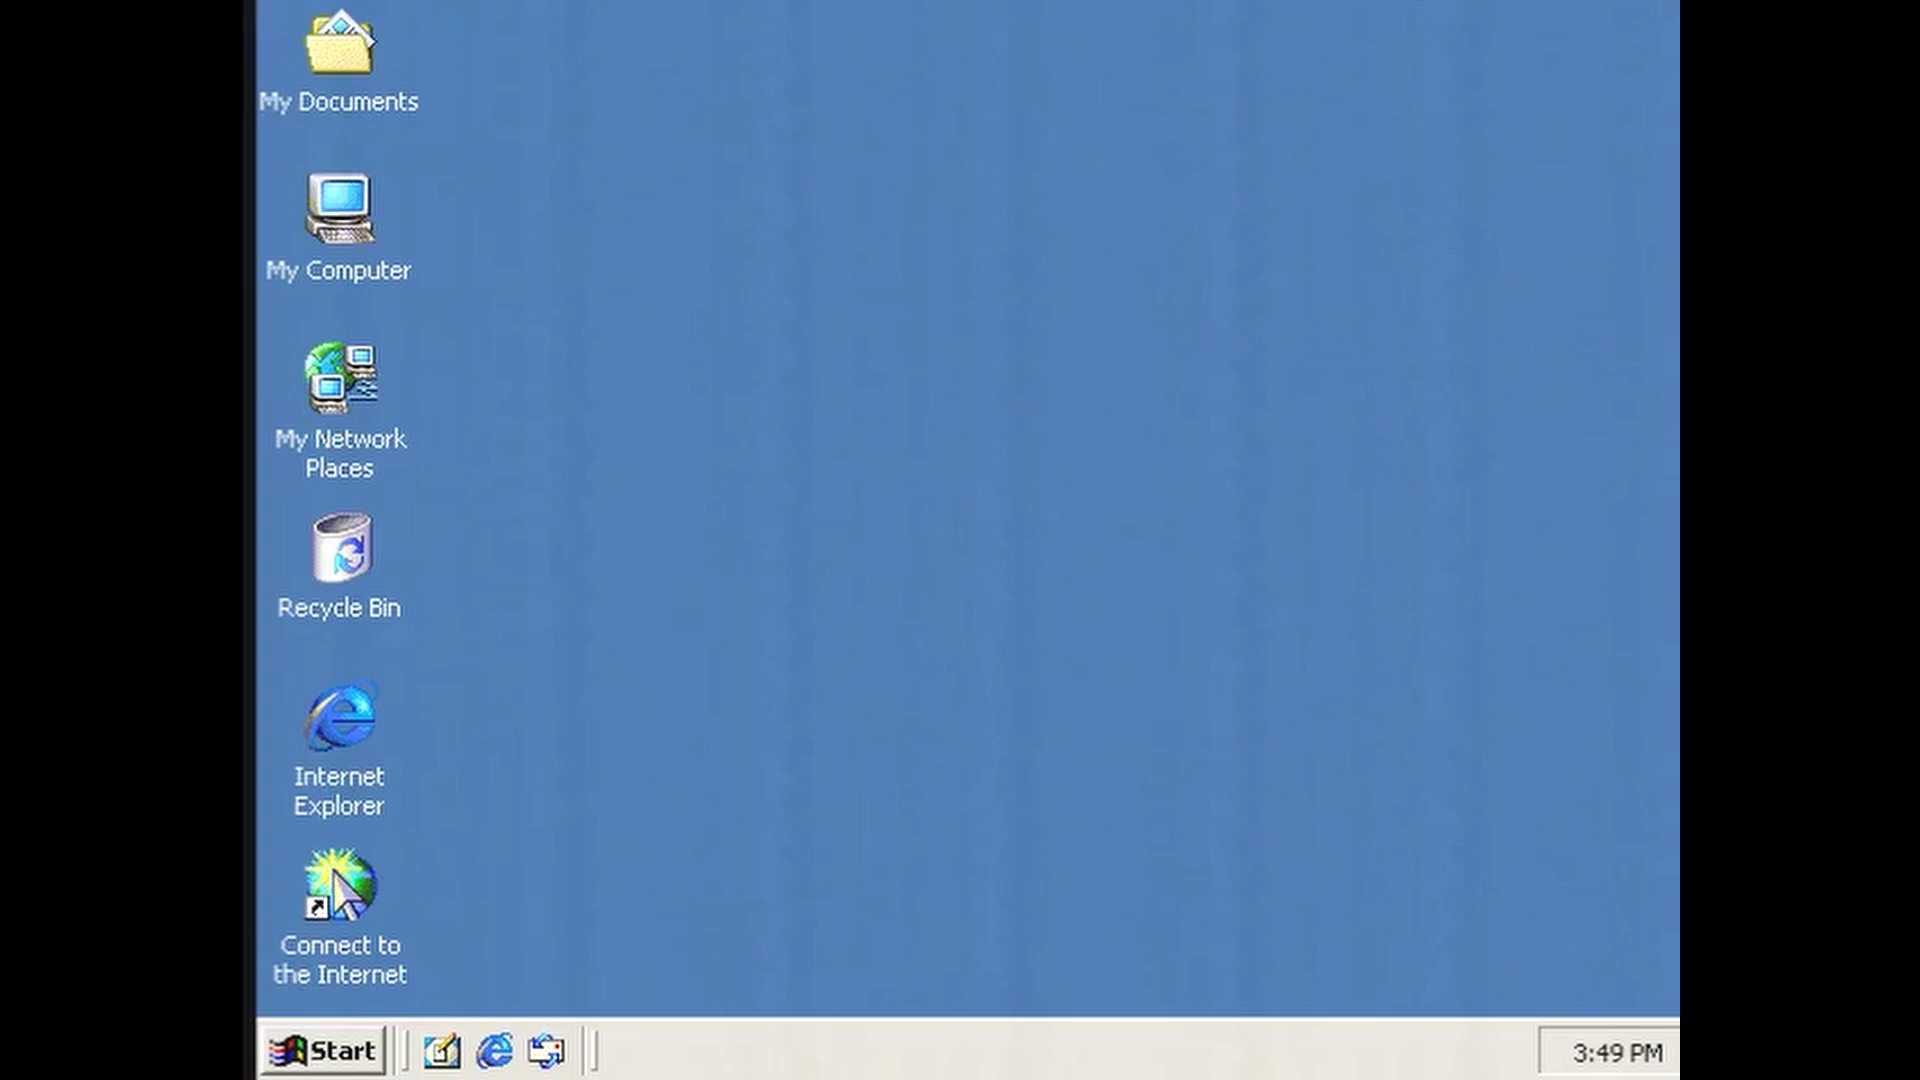 My Documents
My Computer
My Network
Places
Recycle Bin
Internet
Explorer
Connect to
the Internet
Start
3:49 PM